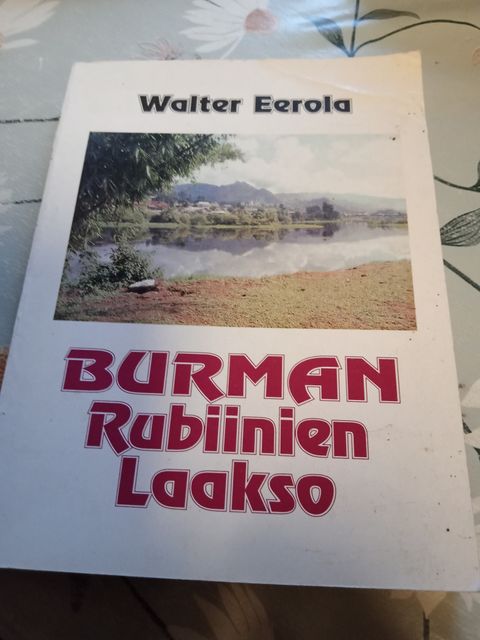 Walter Eerola
BURMAN
Rubiinien
Laakso